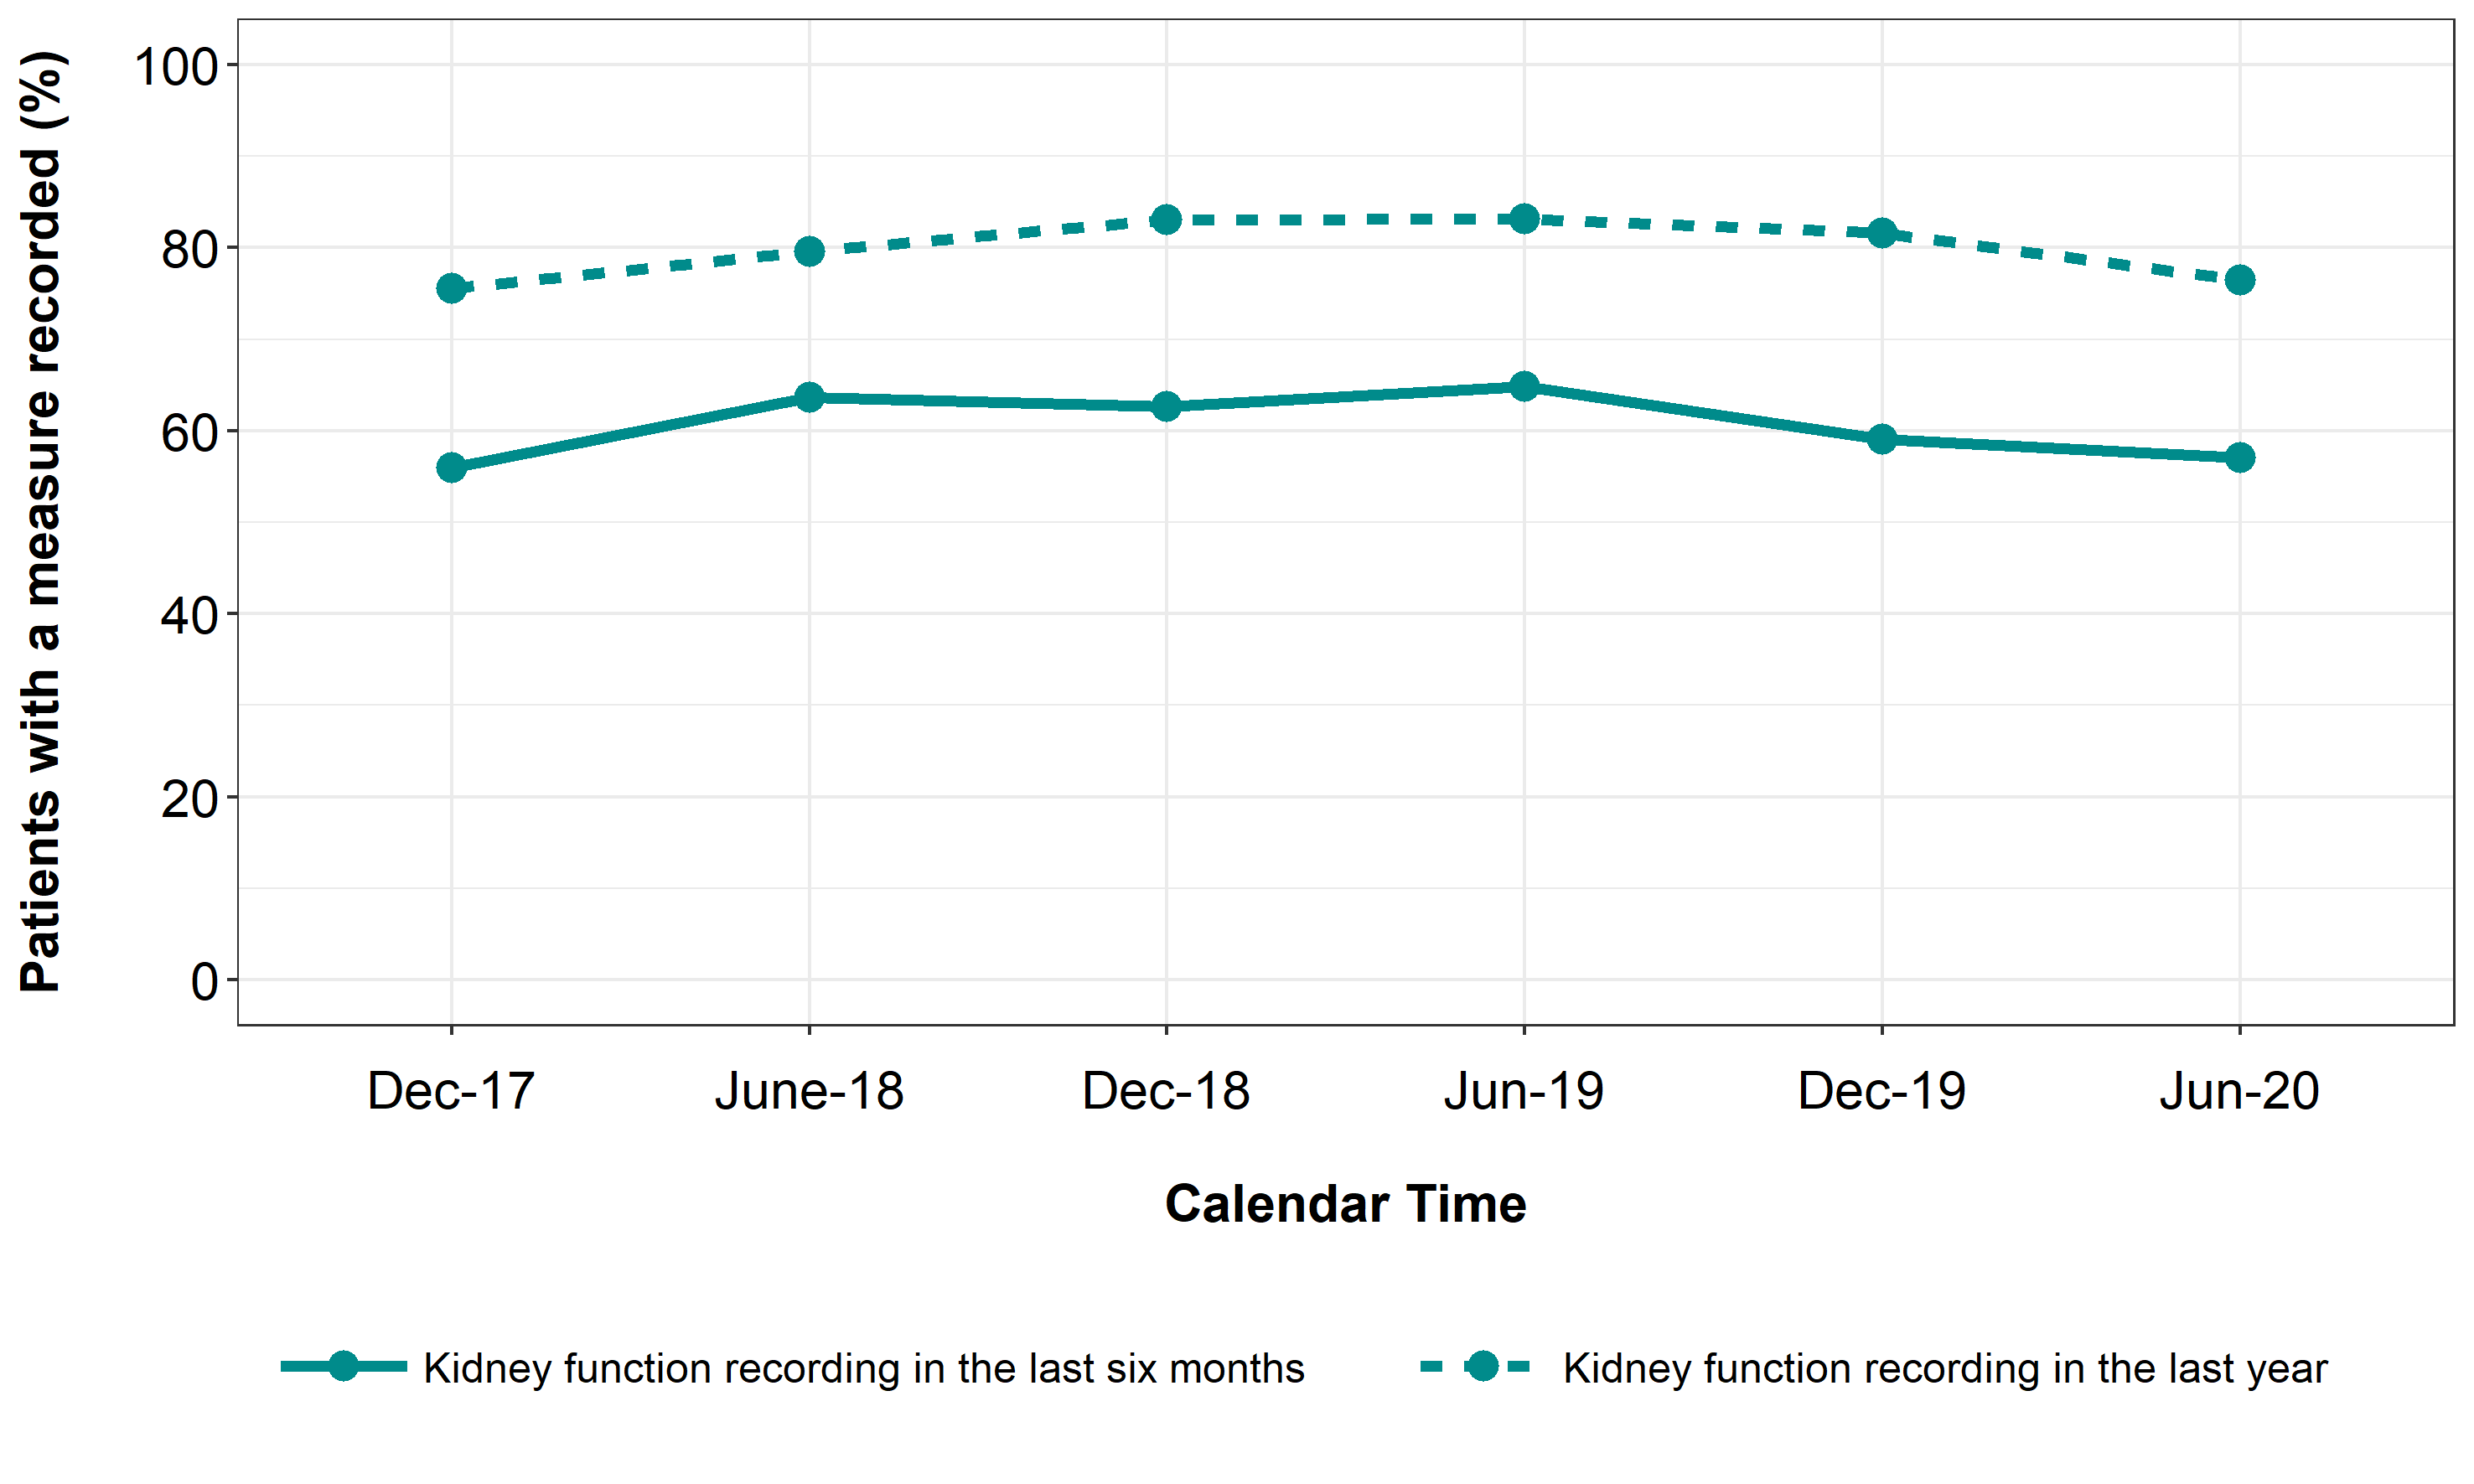 Patients with a measure recorded (%)
100
80
60
40
20
0
Dec-17 June-18 Dec-18 Jun-19 Dec-19 Jun-20
Calendar Time
Kidney function recording in the last six months Kidney function recording in the last year